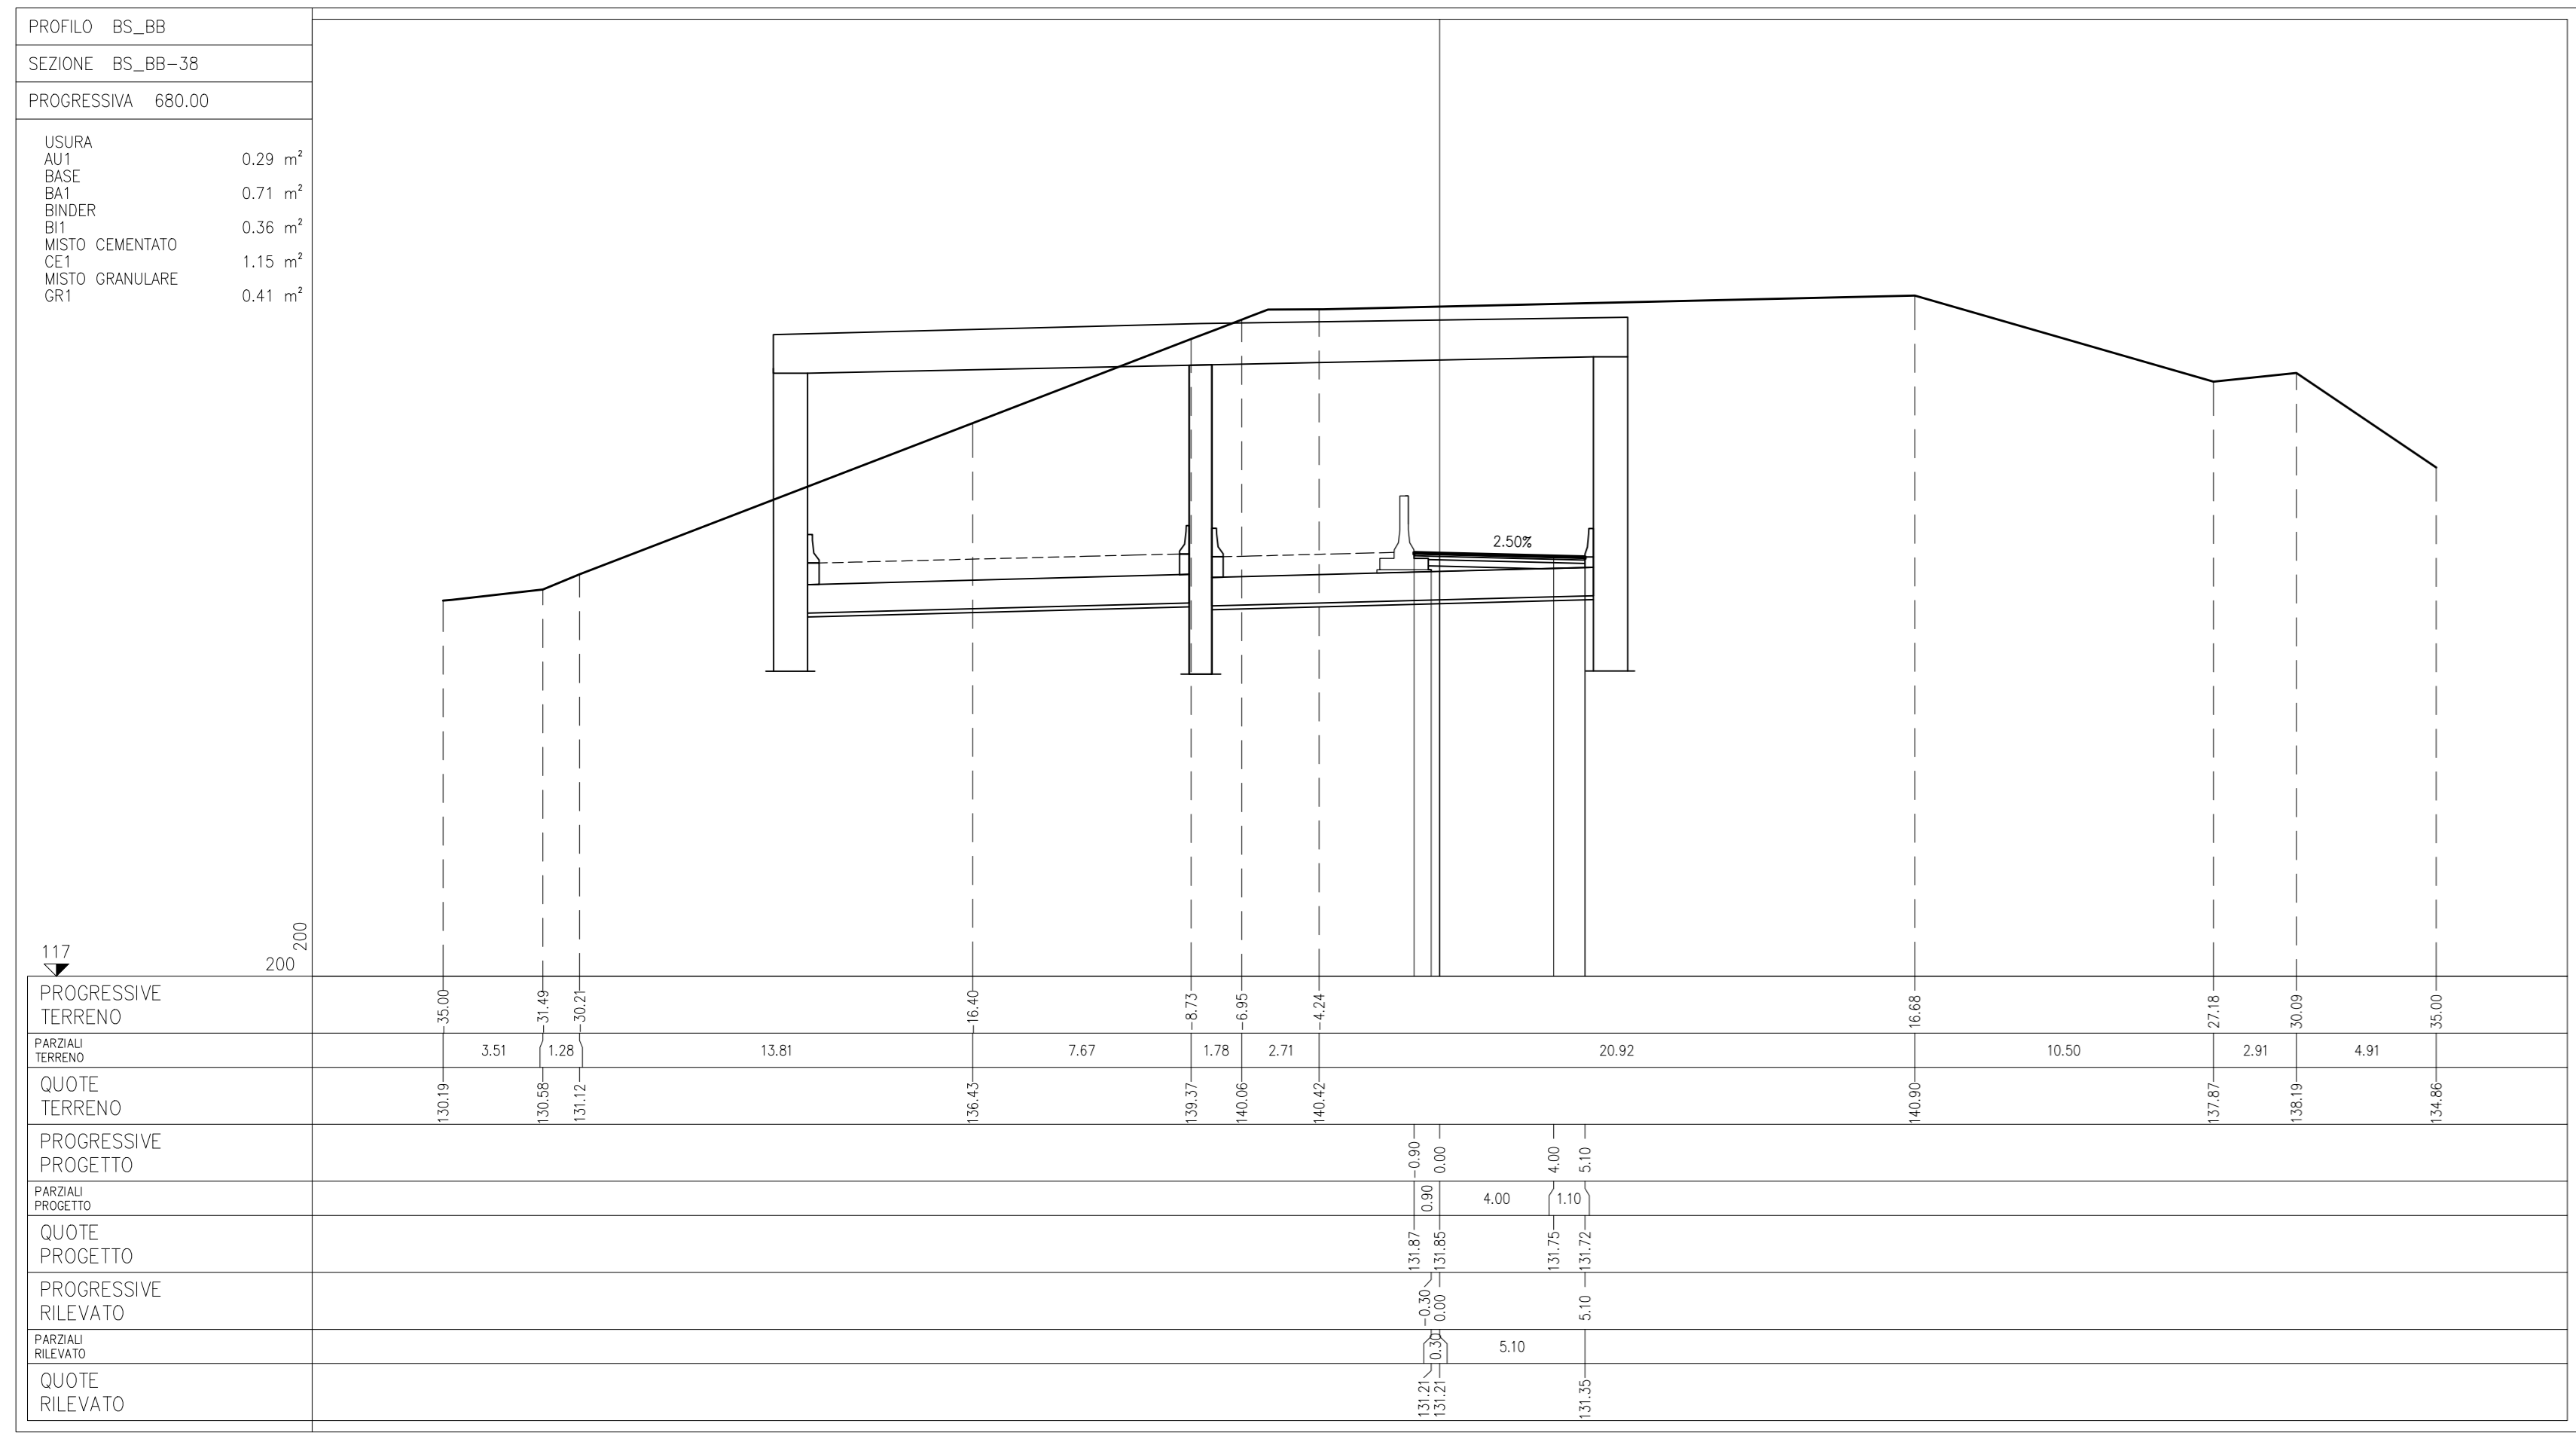 PROFILO BS_BB
SEZIONE BS_BB-38
PROGRESSIVA 680.00
USURA
AU1 0.29 m²
BASE
BA1 0.71 m²
BINDER
BI1 0.36 m²
MISTO CEMENTATO
CE1 1.15 m²
MISTO GRANULARE
GR1 0.41 m²
2.50%
117
200
200
PROGRESSIVE
TERRENO
-35.00 -31.49 -30.21 -16.40 -8.73 -6.95 -4.24 16.68 27.18 30.09 35.00
PARZIALI
TERRENO
3.51 1.28 13.81 7.67 1.78 2.71 20.92 10.50 2.91 4.91
QUOTE
TERRENO
130.19 130.58 131.12 136.43 139.37 140.06 140.42 140.90 137.87 138.19 134.86
PROGRESSIVE
PROGETTO
-0.90 0.00 4.00 5.10
PARZIALI
PROGETTO
0.90 4.00 1.10
QUOTE
PROGETTO
131.87 131.85 131.75 131.72
PROGRESSIVE
RILEVATO
-0.30 0.00 5.10
PARZIALI
RILEVATO
0.30 5.10
QUOTE
RILEVATO
131.21 131.21 131.35